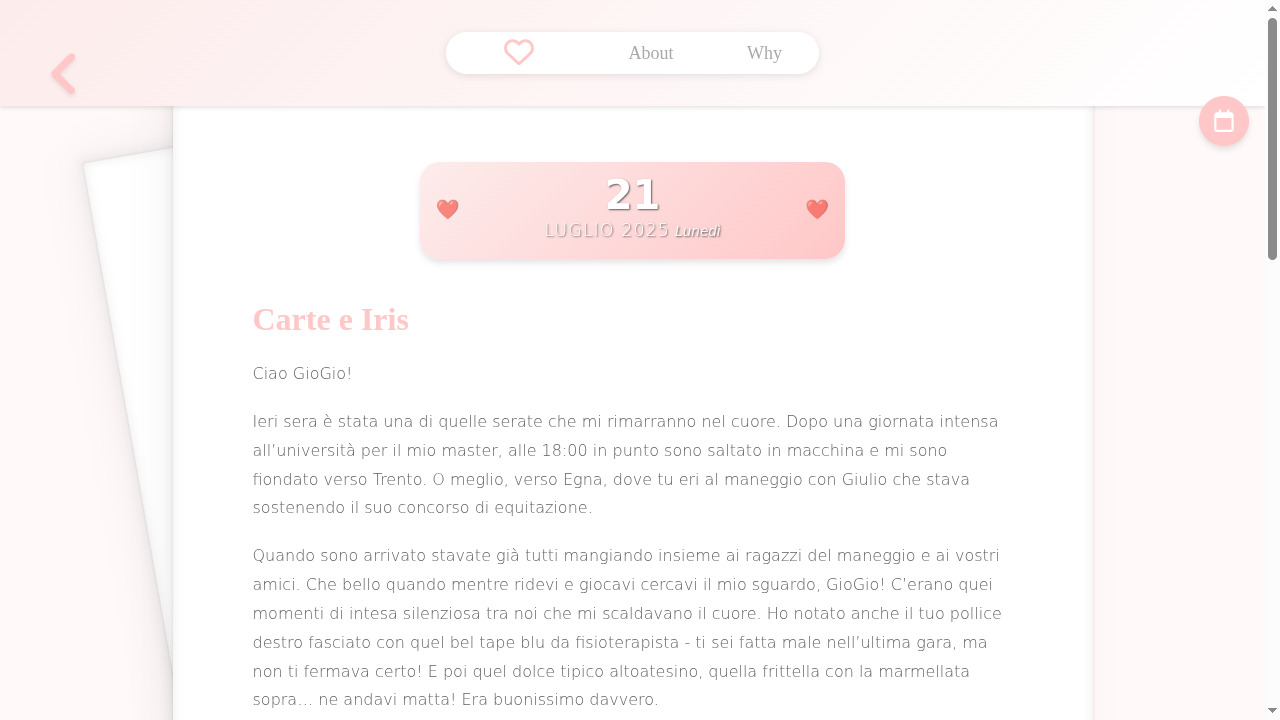 About
Why
21
LUGLIO 2025 Lunedì
Carte e Iris
Ciao GioGio!
Ieri sera è stata una di quelle serate che mi rimarranno nel cuore. Dopo una giornata intensa
all'università per il mio master, alle 18:00 in punto sono saltato in macchina e mi sono
fiondato verso Trento. O meglio, verso Egna, dove tu eri al maneggio con Giulio che stava
sostenendo il suo concorso di equitazione.
Quando sono arrivato stavate già tutti mangiando insieme ai ragazzi del maneggio e ai vostri
amici. Che bello quando mentre ridevi e giocavi cercavi il mio sguardo, GioGio! C'erano quei
momenti di intesa silenziosa tra noi che mi scaldavano il cuore. Ho notato anche il tuo pollice
destro fasciato con quel bel tape blu da fisioterapista - ti sei fatta male nell'ultima gara, ma
non ti fermava certo! E poi quel dolce tipico altoatesino, quella frittella con la marmellata
sopra... ne andavi matta! Era buonissimo davvero.